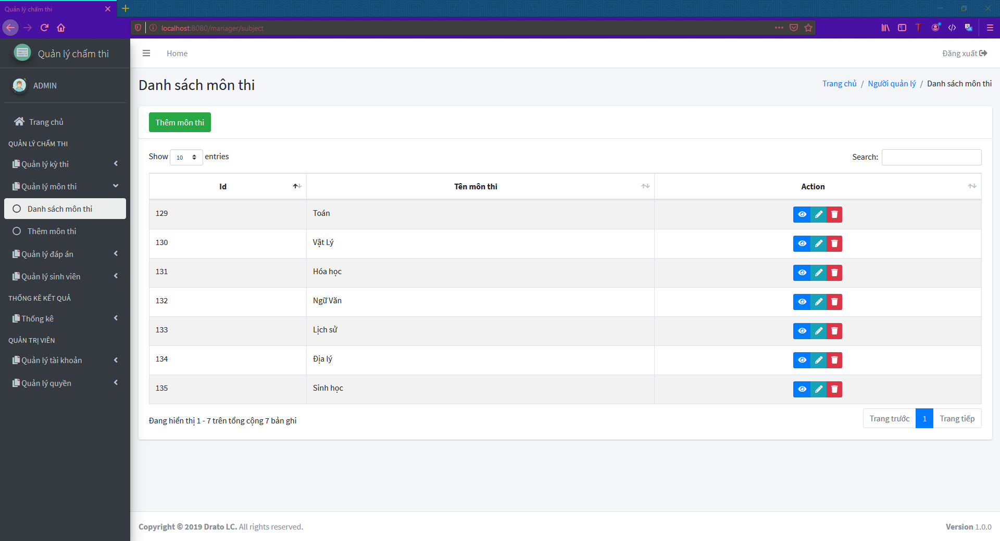 Quản lý chấm thi
localhost:8080/manager/subject
Quản lý chấm thi
Home
Đăng xuất
ADMIN
Danh sách môn thi
Trang chủ / Người quản lý / Danh sách môn thi
Trang chủ
QUẢN LÝ CHẤM THI
Quản lý kỳ thi
Quản lý môn thi
Danh sách môn thi
Thêm môn thi
Quản lý đáp án
Quản lý sinh viên
THỐNG KÊ KẾT QUẢ
Thống kê
QUẢN TRỊ VIÊN
Quản lý tài khoản
Quản lý quyền
Thêm môn thi
Show 10 entries
Search:
Id Tên môn thi Action
129 Toán
130 Vật Lý
131 Hóa học
132 Ngữ Văn
133 Lịch sử
134 Địa lý
135 Sinh học
Đang hiển thị 1 - 7 trên tổng cộng 7 bản ghi
Trang trước 1 Trang tiếp
Copyright © 2019 Drato LC. All rights reserved.
Version 1.0.0